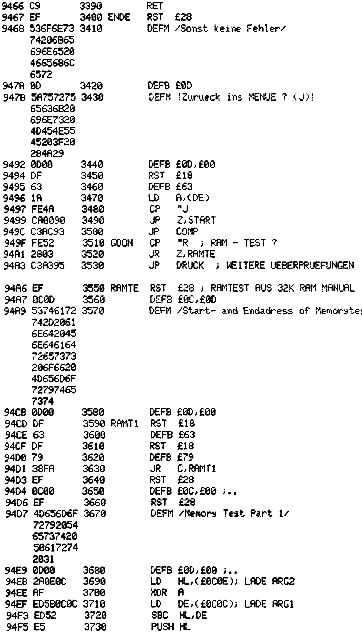 9466 C9 3390 RET
9467 EF 3400 ENDE RST £28
9468 536F6E73 3410 DEFM /Sonst keine Fehler/
74206B65
696E6520
4665686C
6572
947A 0D 3420 DEFB £0D
947B 5A757275 3430 DEFM !Zurueck ins MENUE ? (J)!
65636B20
696E7320
4D454E55
45203F20
284A29
9492 0D00 3440 DEFB £0D,£00
9494 DF 3450 RST £18
9495 63 3460 DEFB £63
9496 1A 3470 LD A,(DE)
9497 FE4A 3480 CP "J
9499 CA0090 3490 JP Z,START
949C C3AC93 3500 JP COMP
949F FE52 3510 GOON CP "R ; RAM - TEST ?
94A1 2803 3520 JR Z,RAMTE
94A3 C3A395 3530 JP DRUCK ; WEITERE UEBERPRUEFUNGEN
94A6 EF 3550 RAMTE RST £28 ; RAMTEST AUS 32K RAM MANUAL
94A7 0C0D 3560 DEFB £0C,£0D
94A9 53746172 3570 DEFM /Start- and Endadress of Memorytes
742D2061
6E642045
6E646164
72657373
206F6620
4D656D6F
72797465
7374
94CB 0D00 3580 DEFB £0D,£00
94CD DF 3590 RAMT1 RST £18
94CE 63 3600 DEFB £63
94CF DF 3610 RST £18
94D0 79 3620 DEFB £79
94D1 38FA 3630 JR C,RAMT1
94D3 EF 3640 RST £28
94D4 0C00 3650 DEFB £0C,£00 ;..
94D6 EF 3660 RST £28
94D7 4D656D6F 3670 DEFM /Memory Test Part 1/
72792054
65737420
50617274
2031
94E9 0D00 3680 DEFB £0D,£00 ;..
94EB 2A0E0C 3690 LD HL,(£0C0E); LADE ARG2
94EE AF 3700 XOR A
94EF ED5B0C0C 3710 LD DE,(£0C0C); LADE ARG1
94F3 ED52 3720 SBC HL,DE
94F5 E5 3730 PUSH HL